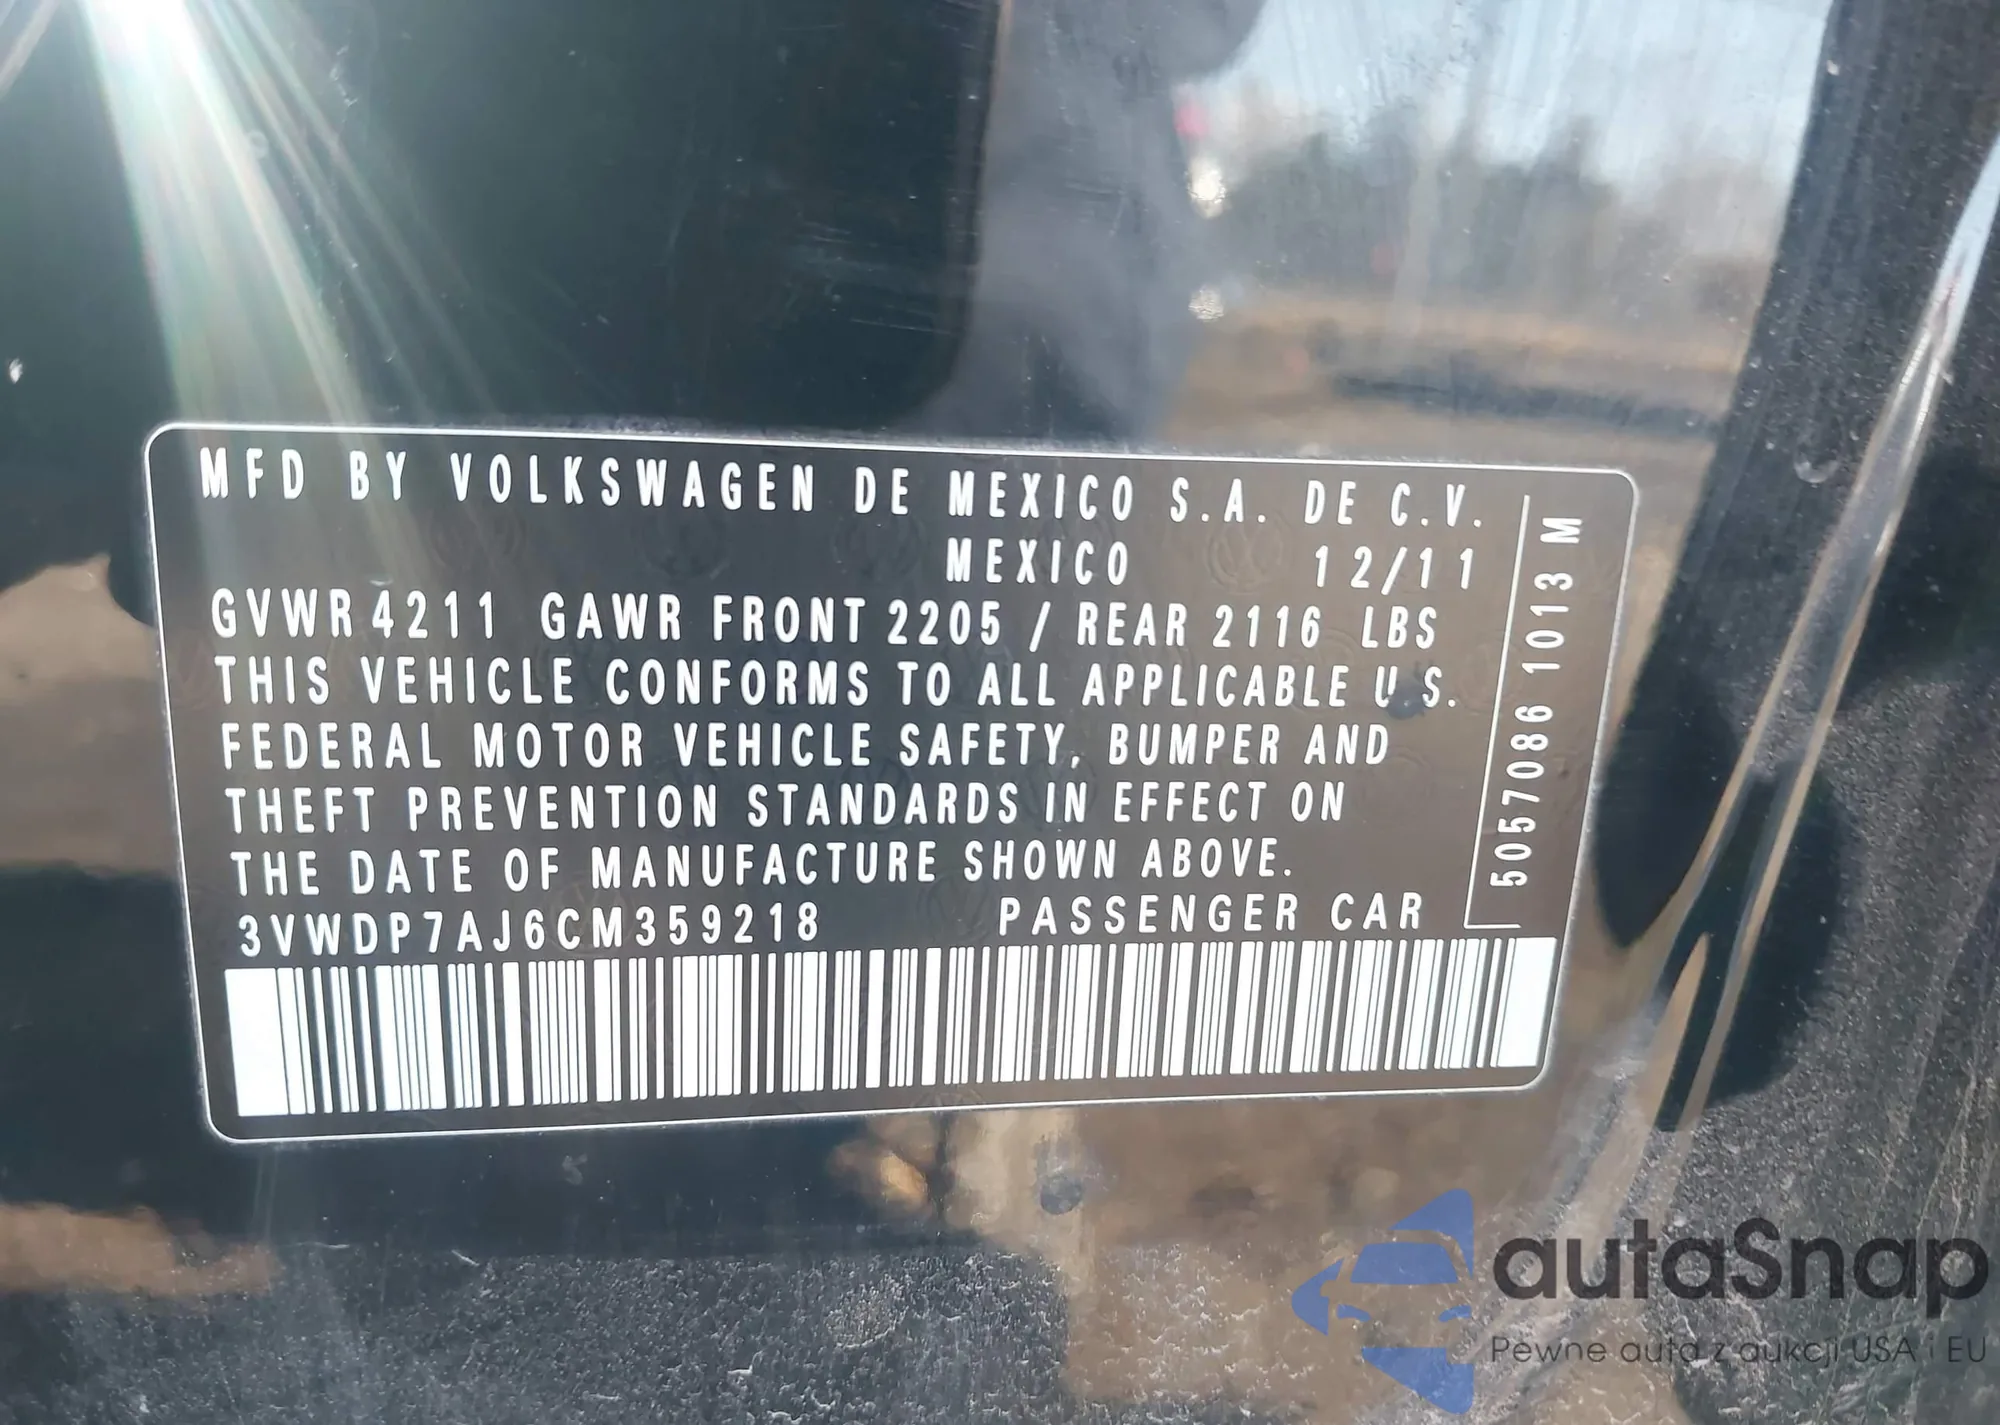 MFD BY VOLKSWAGEN DE MEXICO S.A. DE C.V.
MEXICO 12/11
GVWR 4211 GAWR FRONT 2205 / REAR 2116 LBS
THIS VEHICLE CONFORMS TO ALL APPLICABLE U S.
FEDERAL MOTOR VEHICLE SAFETY, BUMPER AND
THEFT PREVENTION STANDARDS IN EFFECT ON
THE DATE OF MANUFACTURE SHOWN ABOVE.
3VWDP7AJ6CM359218 PASSENGER CAR
5057086 1013 M
autaSnap
Pewne auta z aukcji USA i EU